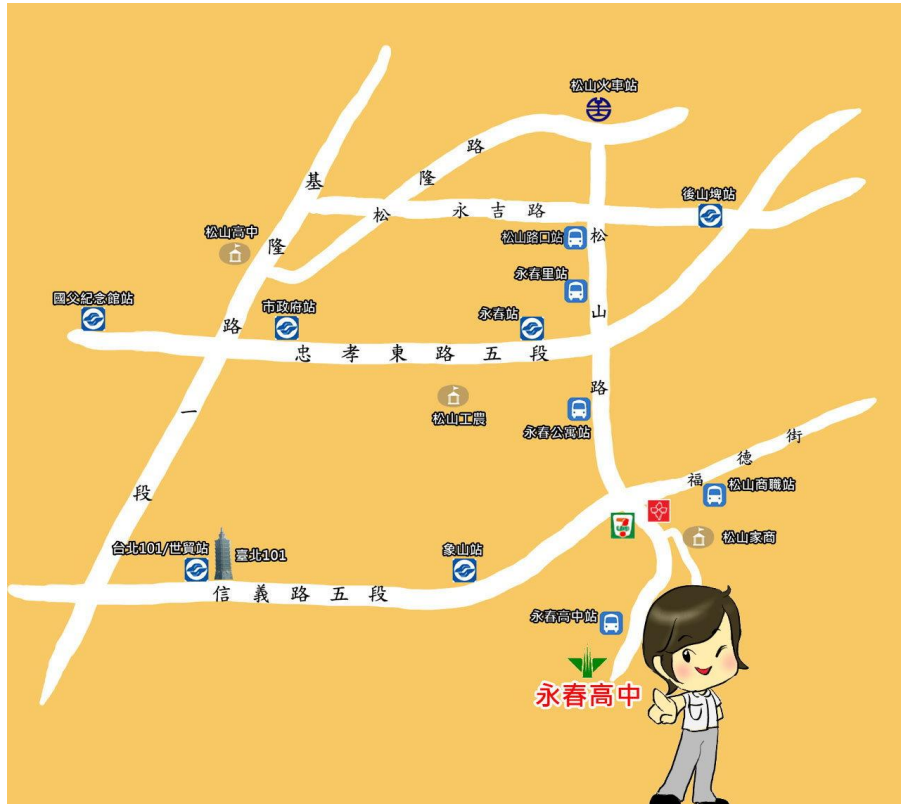 松山火車站
基隆路一段
松隆路
永吉路
後山埤站
松山高中
松山路口站
松山路
永春里站
國父紀念館站
市政府站
永春站
忠孝東路五段
松山工農
永春公寓站
福德街
松山商職站
7
松山家商
台北101/世貿站
臺北101
象山站
信義路五段
永春高中站
永春高中